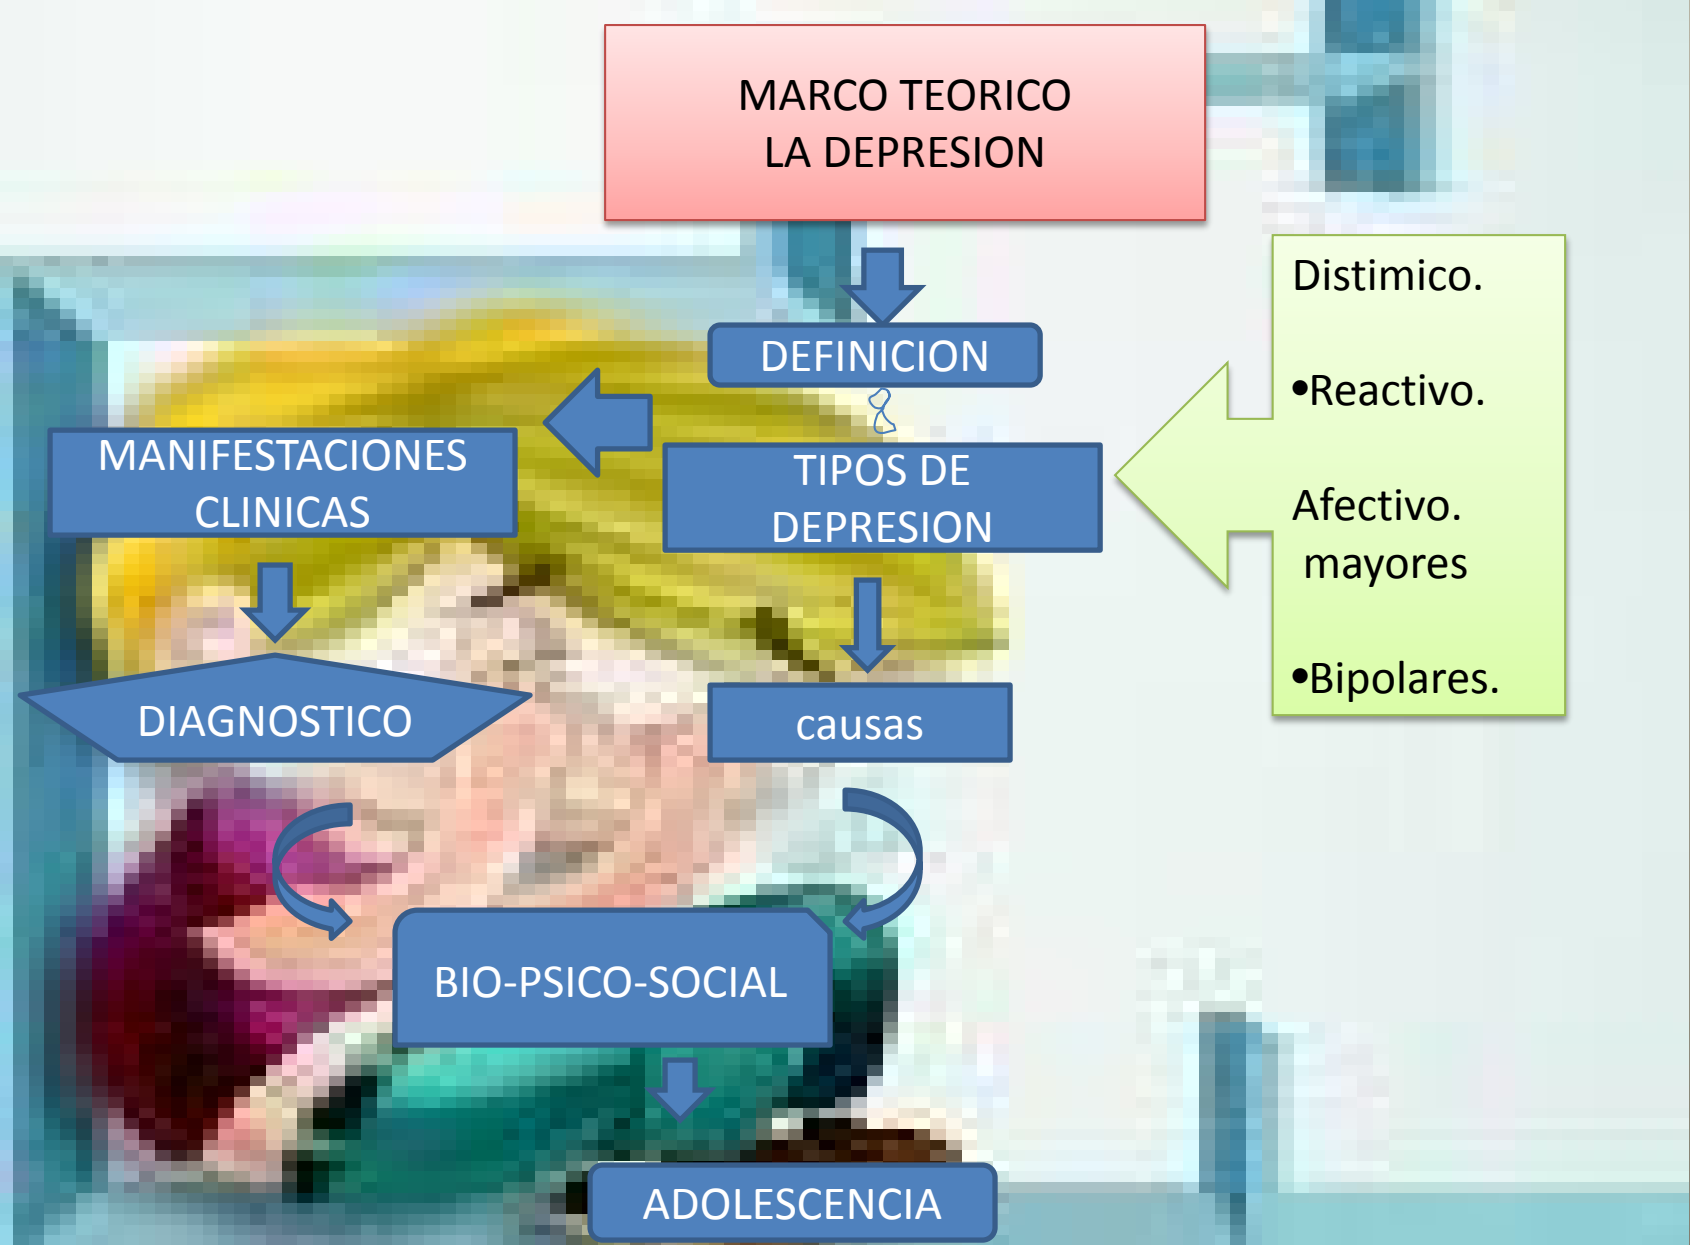 MARCO TEORICO
LA DEPRESION
DEFINICION
TIPOS DE
DEPRESION
Distimico.
•Reactivo.
Afectivo.
mayores
•Bipolares.
MANIFESTACIONES
CLINICAS
DIAGNOSTICO
causas
BIO-PSICO-SOCIAL
ADOLESCENCIA